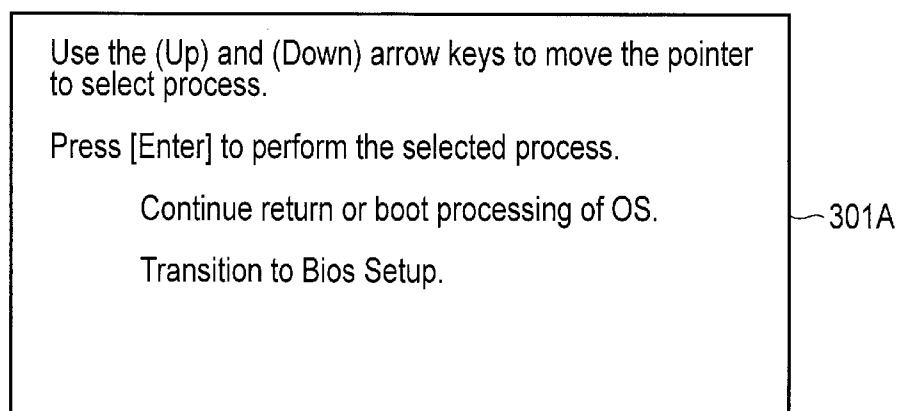 Use the (Up) and (Down) arrow keys to move the pointer
to select process.
Press [Enter] to perform the selected process.
Continue return or boot processing of OS.
Transition to Bios Setup.
301A